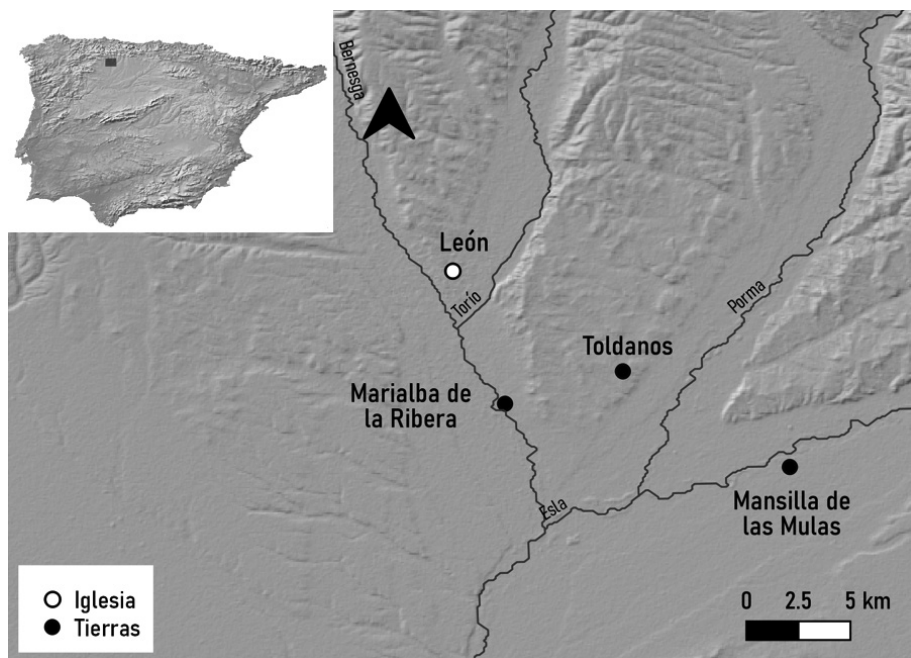 Bernesga
León
Torío
Porma
Toldanos
Marialba de
la Ribera
Esla
Mansilla de
las Mulas
Iglesia
Tierras
0 2.5 5 km